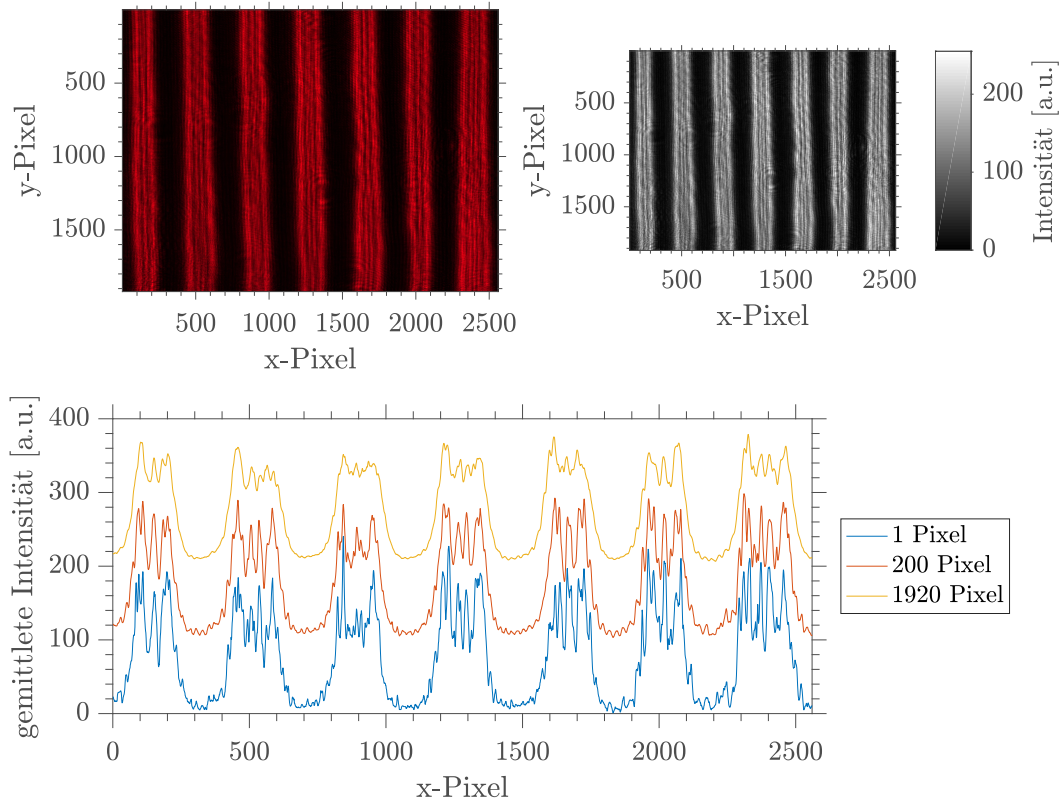 500
1000
1500
y-Pixel
500 1000 1500 2000 2500
x-Pixel
500
1000
1500
y-Pixel
500 1500 2500
x-Pixel
200
100
0
Intensität [a.u.]
400
300
200
100
0
gemittlete Intensität [a.u.]
0 500 1000 1500 2000 2500
x-Pixel
1 Pixel
200 Pixel
1920 Pixel